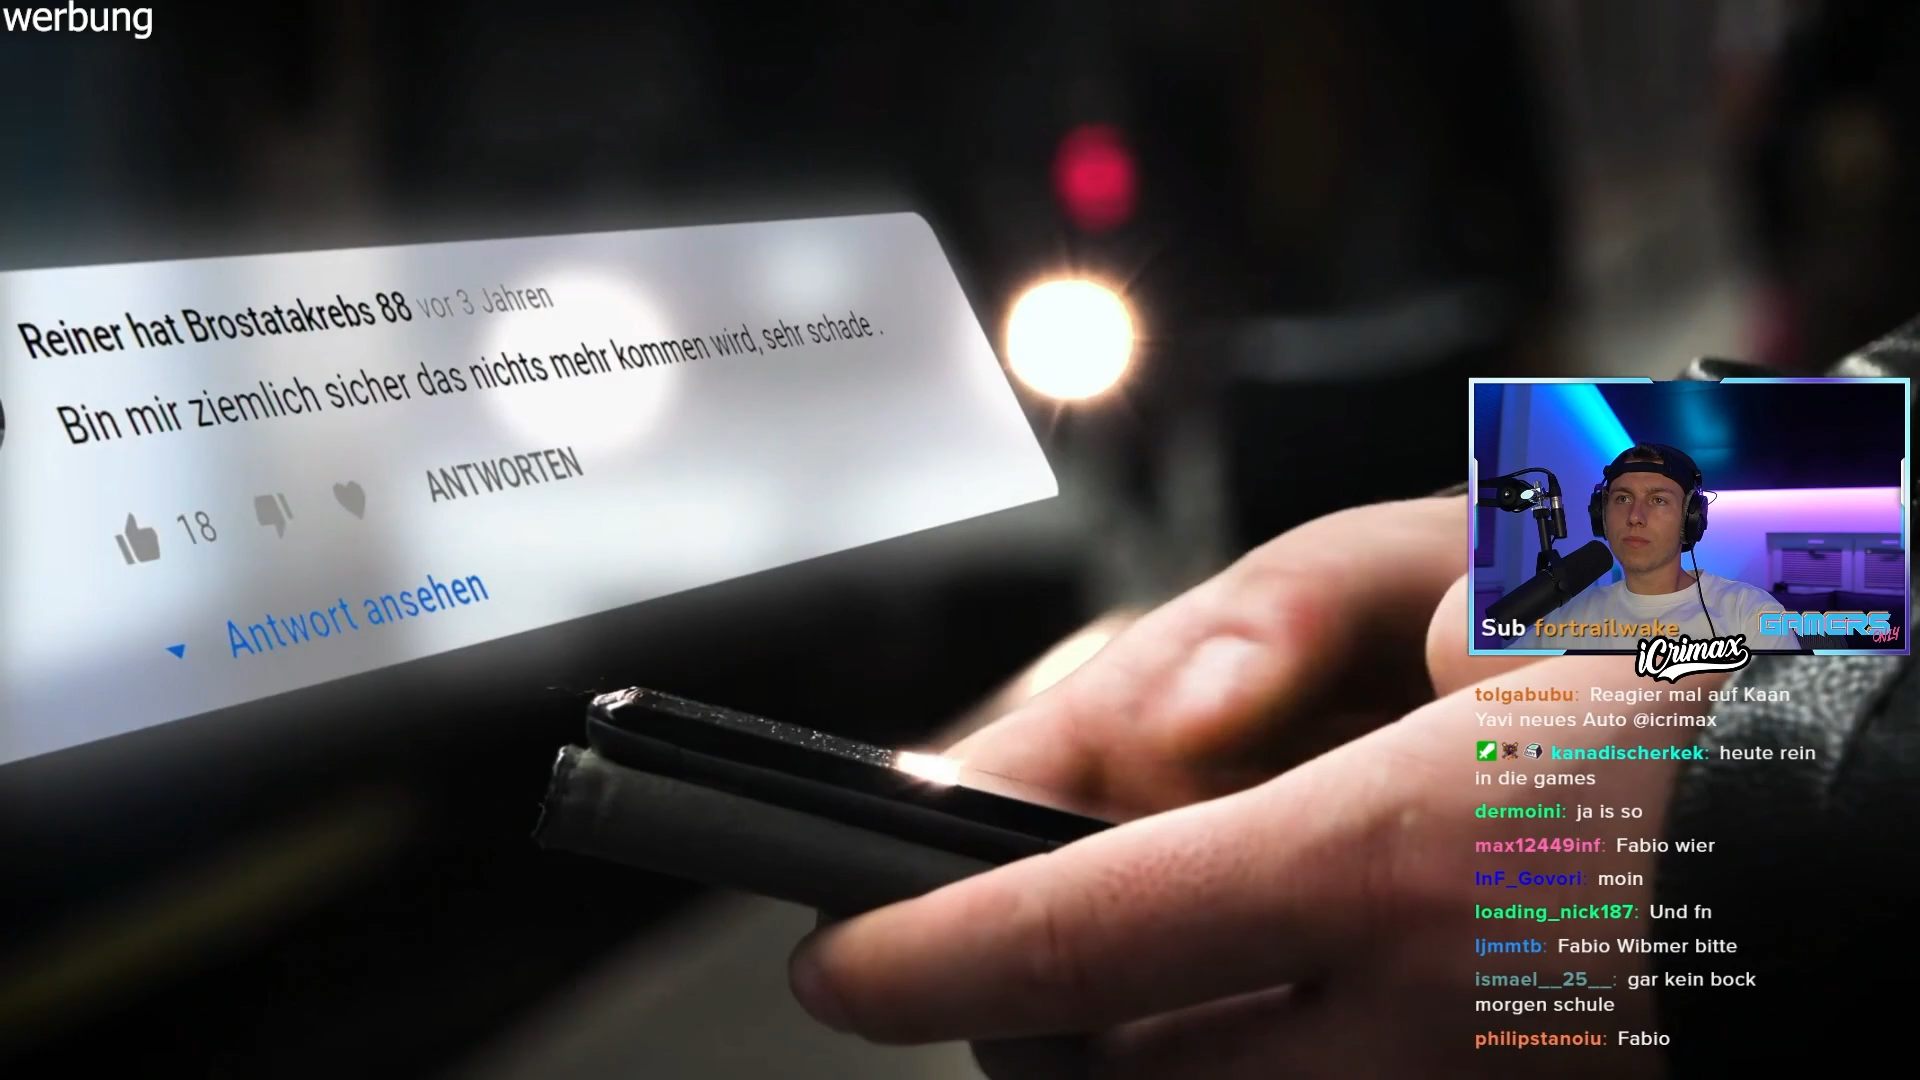 werbung
Reiner hat Brostatakrebs 88 vor 3 Jahren
Bin mir ziemlich sicher das nichts mehr kommen wird, sehr schade .
18 ANTWORTEN
Antwort ansehen
Sub fortrailwake
GAMERS
ONLY
iCrimax
tolgabubu: Reagier mal auf Kaan
Yavi neues Auto @icrimax
kanadischerkek: heute rein
in die games
dermoini: ja is so
max12449inf: Fabio wier
InF_Govori: moin
loading_nick187: Und fn
ljmmtb: Fabio Wibmer bitte
ismael__25__: gar kein bock
morgen schule
philipstanoiu: Fabio